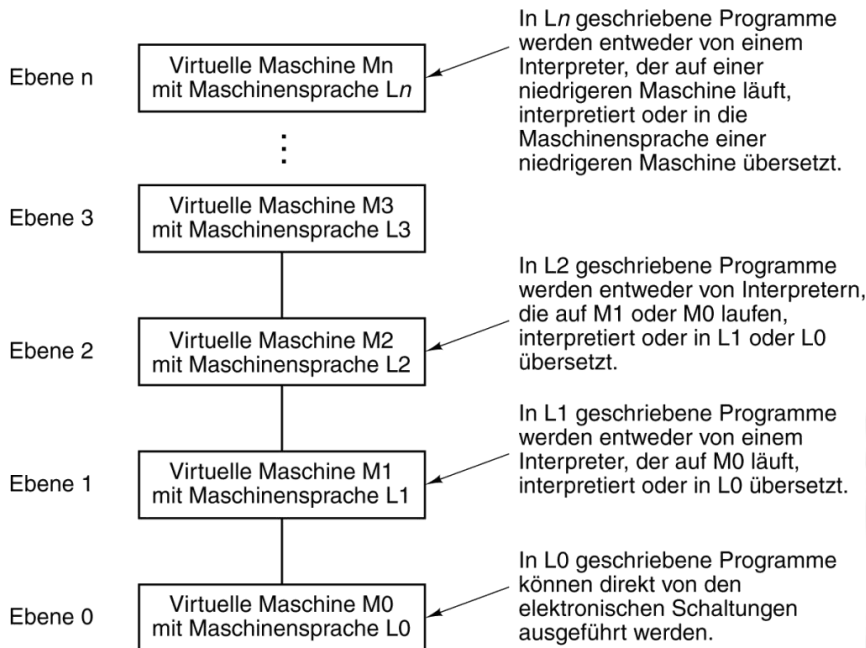 Ebene n
Virtuelle Maschine Mn
mit Maschinensprache Ln
In Ln geschriebene Programme
werden entweder von einem
Interpreter, der auf einer
niedrigeren Maschine läuft,
interpretiert oder in die
Maschinensprache einer
niedrigeren Maschine übersetzt.
Ebene 3
Virtuelle Maschine M3
mit Maschinensprache L3
Ebene 2
Virtuelle Maschine M2
mit Maschinensprache L2
In L2 geschriebene Programme
werden entweder von Interpretern,
die auf M1 oder M0 laufen,
interpretiert oder in L1 oder L0
übersetzt.
Ebene 1
Virtuelle Maschine M1
mit Maschinensprache L1
In L1 geschriebene Programme
werden entweder von einem
Interpreter, der auf M0 läuft,
interpretiert oder in L0 übersetzt.
Ebene 0
Virtuelle Maschine M0
mit Maschinensprache L0
In L0 geschriebene Programme
können direkt von den
elektronischen Schaltungen
ausgeführt werden.